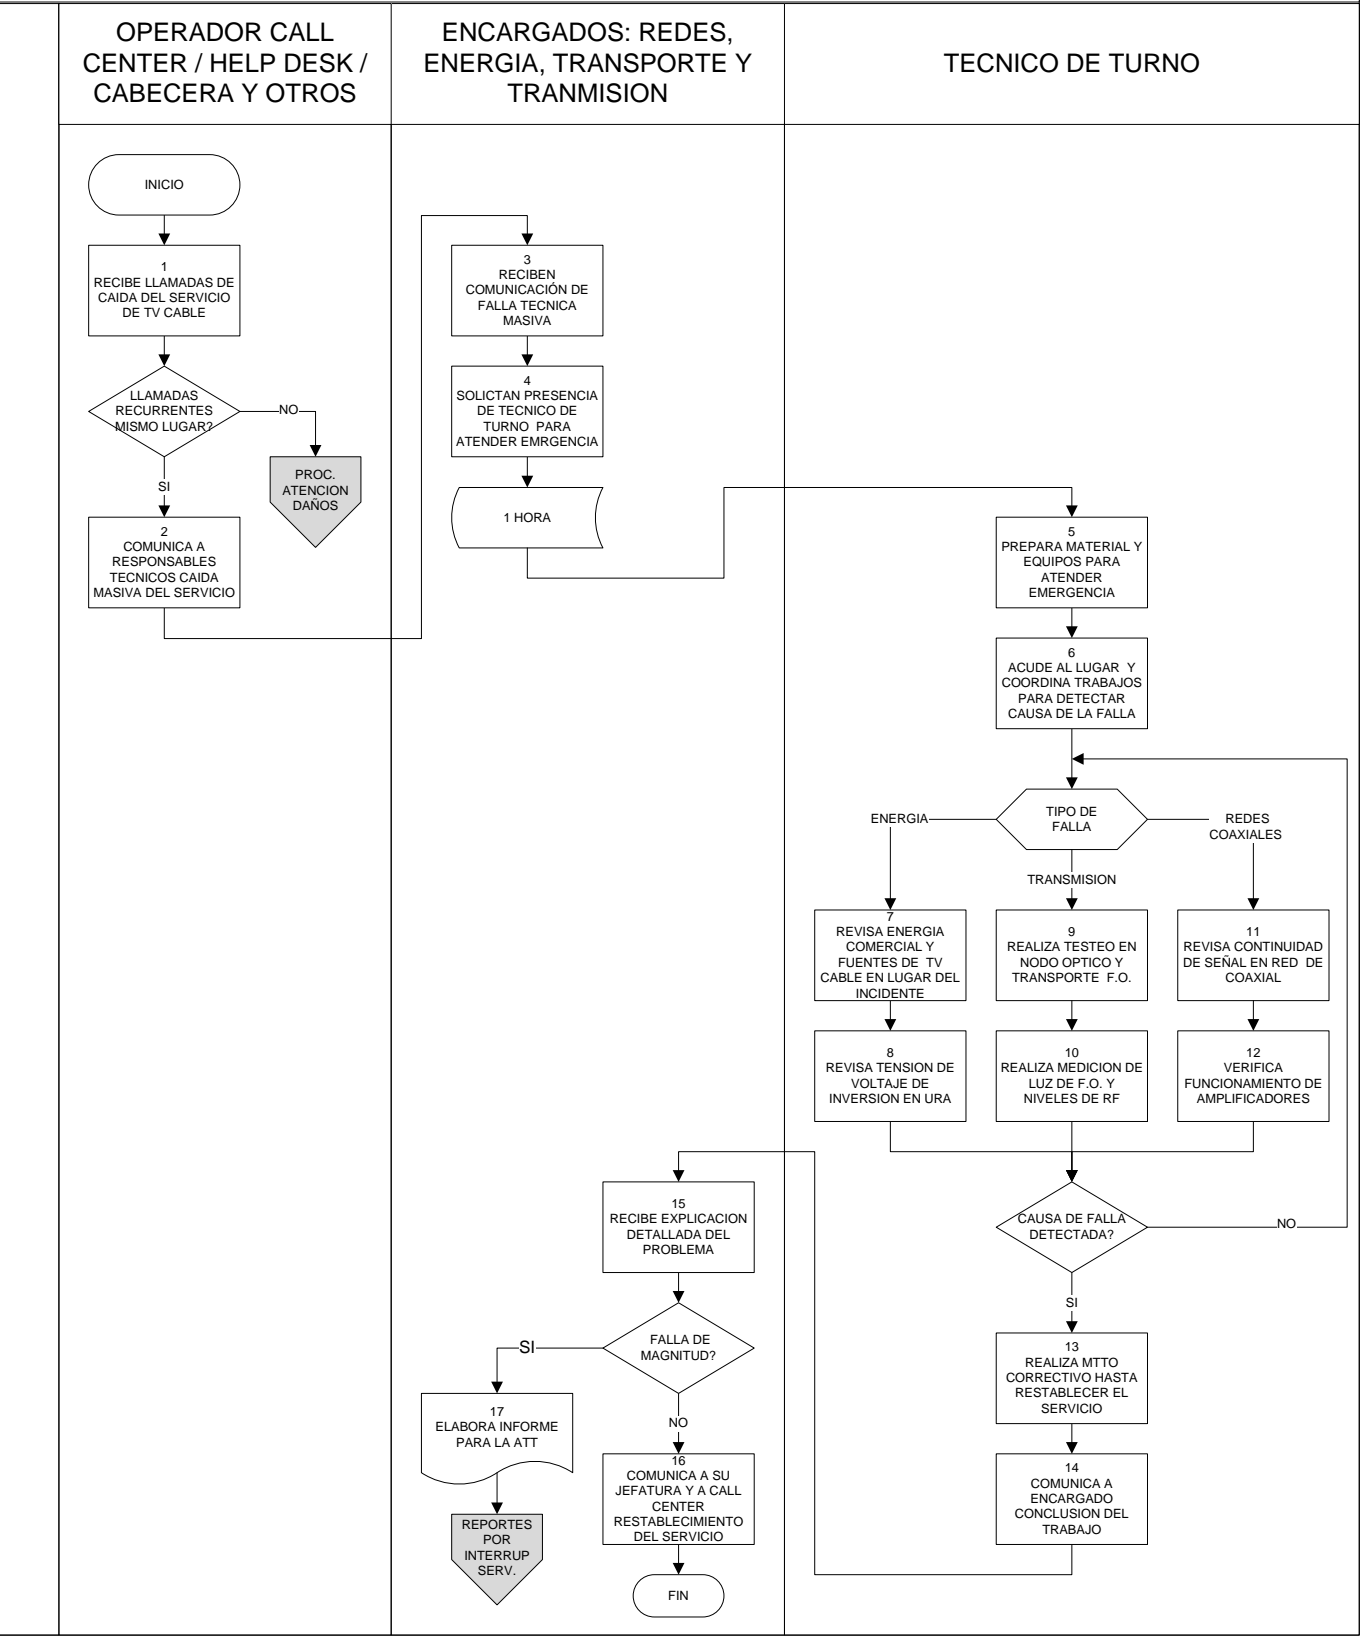 OPERADOR CALL
CENTER / HELP DESK /
CABECERA Y OTROS
ENCARGADOS: REDES,
ENERGIA, TRANSPORTE Y
TRANMISION
TECNICO DE TURNO
INICIO
1
RECIBE LLAMADAS DE
CAIDA DEL SERVICIO
DE TV CABLE
LLAMADAS
RECURRENTES
MISMO LUGAR?
NO
PROC.
ATENCION
DAÑOS
SI
2
COMUNICA A
RESPONSABLES
TECNICOS CAIDA
MASIVA DEL SERVICIO
3
RECIBEN
COMUNICACIÓN DE
FALLA TECNICA
MASIVA
4
SOLICTAN PRESENCIA
DE TECNICO DE
TURNO PARA
ATENDER EMRGENCIA
1 HORA
5
PREPARA MATERIAL Y
EQUIPOS PARA
ATENDER
EMERGENCIA
6
ACUDE AL LUGAR Y
COORDINA TRABAJOS
PARA DETECTAR
CAUSA DE LA FALLA
TIPO DE
FALLA
ENERGIA
TRANSMISION
REDES
COAXIALES
7
REVISA ENERGIA
COMERCIAL Y
FUENTES DE TV
CABLE EN LUGAR DEL
INCIDENTE
8
REVISA TENSION DE
VOLTAJE DE
INVERSION EN URA
9
REALIZA TESTEO EN
NODO OPTICO Y
TRANSPORTE F.O.
10
REALIZA MEDICION DE
LUZ DE F.O. Y
NIVELES DE RF
11
REVISA CONTINUIDAD
DE SEÑAL EN RED DE
COAXIAL
12
VERIFICA
FUNCIONAMIENTO DE
AMPLIFICADORES
CAUSA DE FALLA
DETECTADA?
NO
SI
13
REALIZA MTTO
CORRECTIVO HASTA
RESTABLECER EL
SERVICIO
14
COMUNICA A
ENCARGADO
CONCLUSION DEL
TRABAJO
15
RECIBE EXPLICACION
DETALLADA DEL
PROBLEMA
FALLA DE
MAGNITUD?
SI
NO
17
ELABORA INFORME
PARA LA ATT
REPORTES
POR
INTERRUP
SERV.
16
COMUNICA A SU
JEFATURA Y A CALL
CENTER
RESTABLECIMIENTO
DEL SERVICIO
FIN